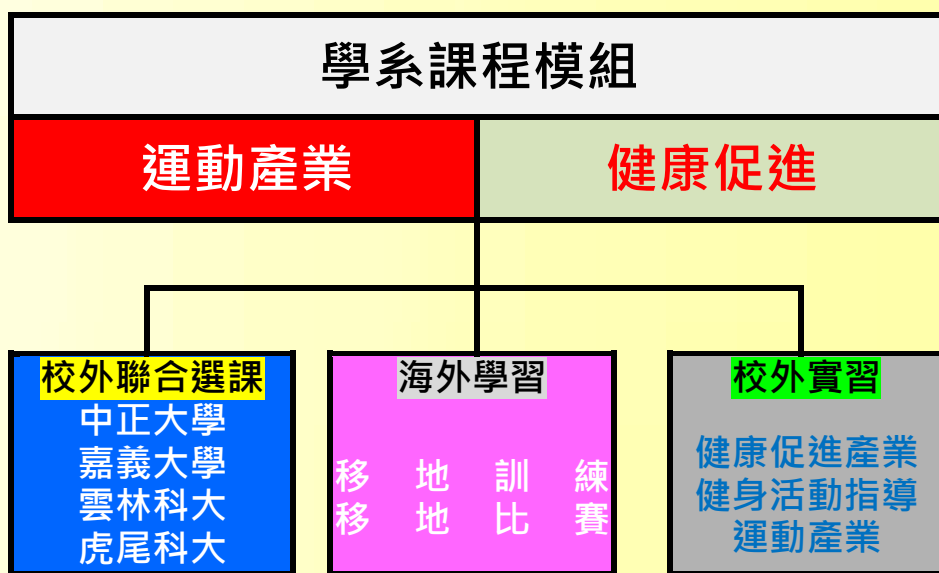 學系課程模組
運動產業
健康促進
校外聯合選課
中正大學
嘉義大學
雲林科大
虎尾科大
海外學習
移地訓練
移地比賽
校外實習
健康促進產業
健身活動指導
運動產業